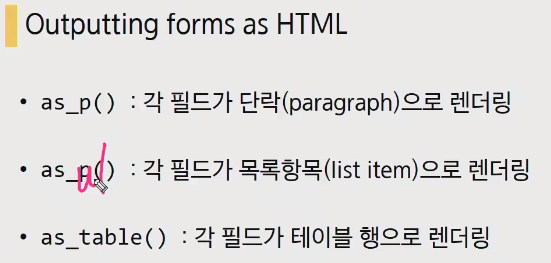 Outputting forms as HTML
• as_p() : 각 필드가 단락(paragraph)으로 렌더링
• as_p() : 각 필드가 목록항목(list item)으로 렌더링
ul
• as_table() : 각 필드가 테이블 행으로 렌더링